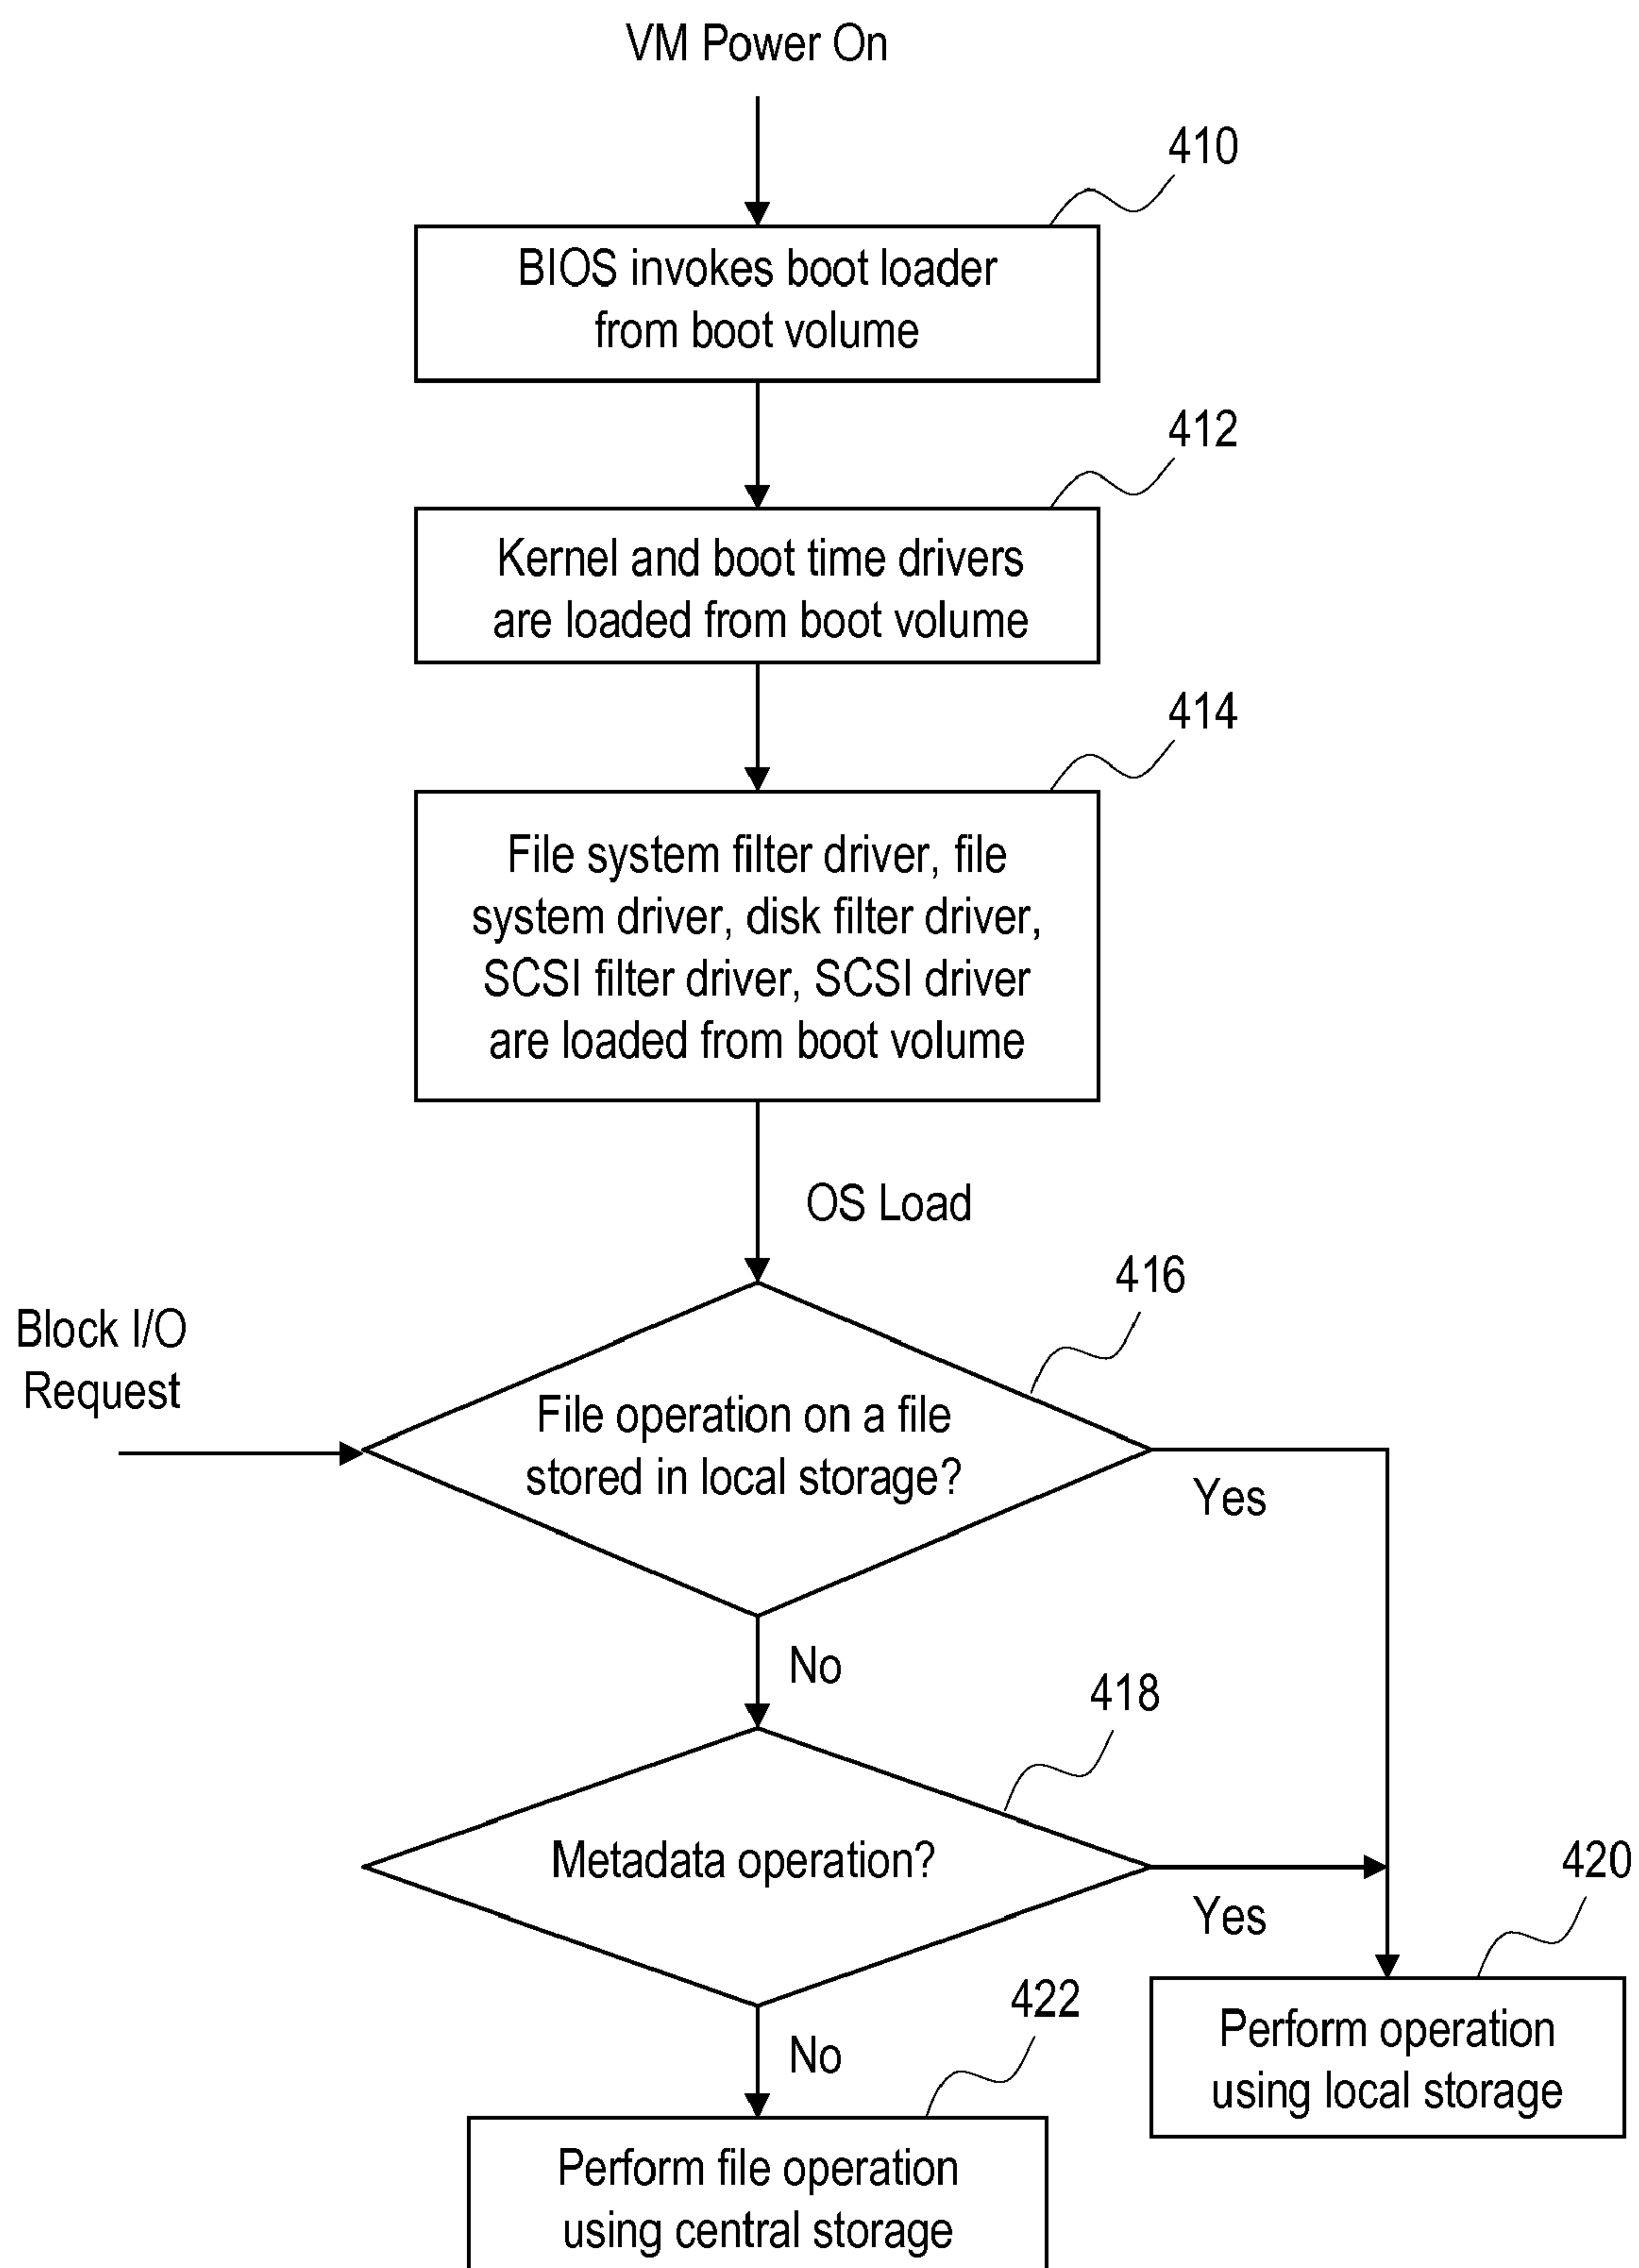 VM Power On
410
BIOS invokes boot loader
from boot volume
412
Kernel and boot time drivers
are loaded from boot volume
414
File system filter driver, file
system driver, disk filter driver,
SCSI filter driver, SCSI driver
are loaded from boot volume
OS Load
416
Block I/O
Request
File operation on a file
stored in local storage?
Yes
No
418
Metadata operation?
Yes
420
422
No
Perform operation
using local storage
Perform file operation
using central storage